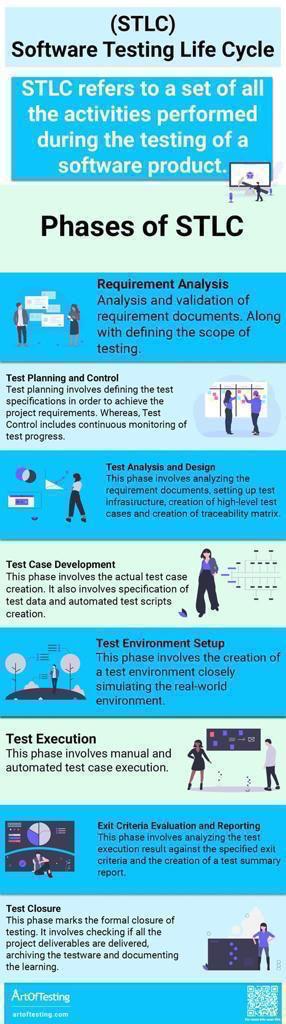 (STLC)
Software Testing Life Cycle
STLC refers to a set of all
the activities performed
during the testing of a
software product.
Phases of STLC
Requirement Analysis
Analysis and validation of
requirement documents. Along
with defining the scope of
testing.
Test Planning and Control
Test planning involves defining the test
specifications in order to achieve the
project requirements. Whereas, Test
Control includes continuous monitoring of
test progress.
Test Analysis and Design
This phase involves analyzing the
requirement documents, setting up test
infrastructure, creation of high-level test
cases and creation of traceability matrix.
Test Case Development
This phase involves the actual test case
creation. It also involves specification of
test data and automated test scripts
creation.
Test Environment Setup
This phase involves the creation of
a test environment closely
simulating the real-world
environment.
Test Execution
This phase involves manual and
automated test case execution.
Exit Criteria Evaluation and Reporting
This phase involves analyzing the test
execution result against the specified exit
criteria and the creation of a test summary
report.
Test Closure
This phase marks the formal closure of
testing. It involves checking if all the
project deliverables are delivered,
archiving the testware and documenting
the learning.
ArtOfTesting
artoftesting.com